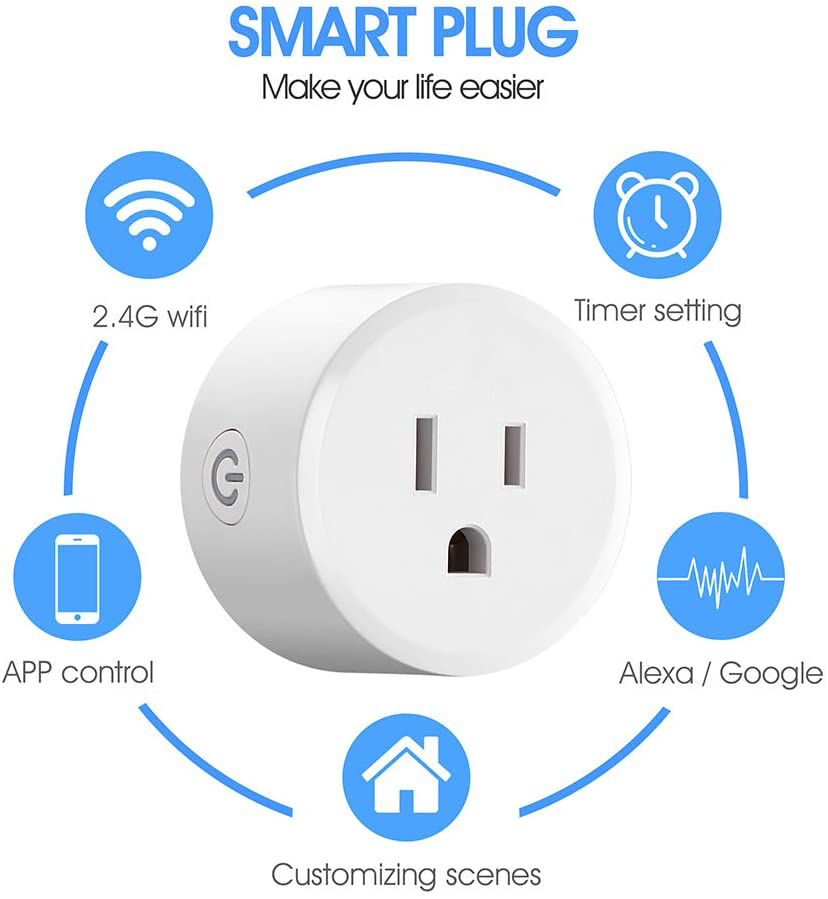 SMART PLUG
Make your life easier
2.4G wifi
Timer setting
APP control
Alexa / Google
Customizing scenes